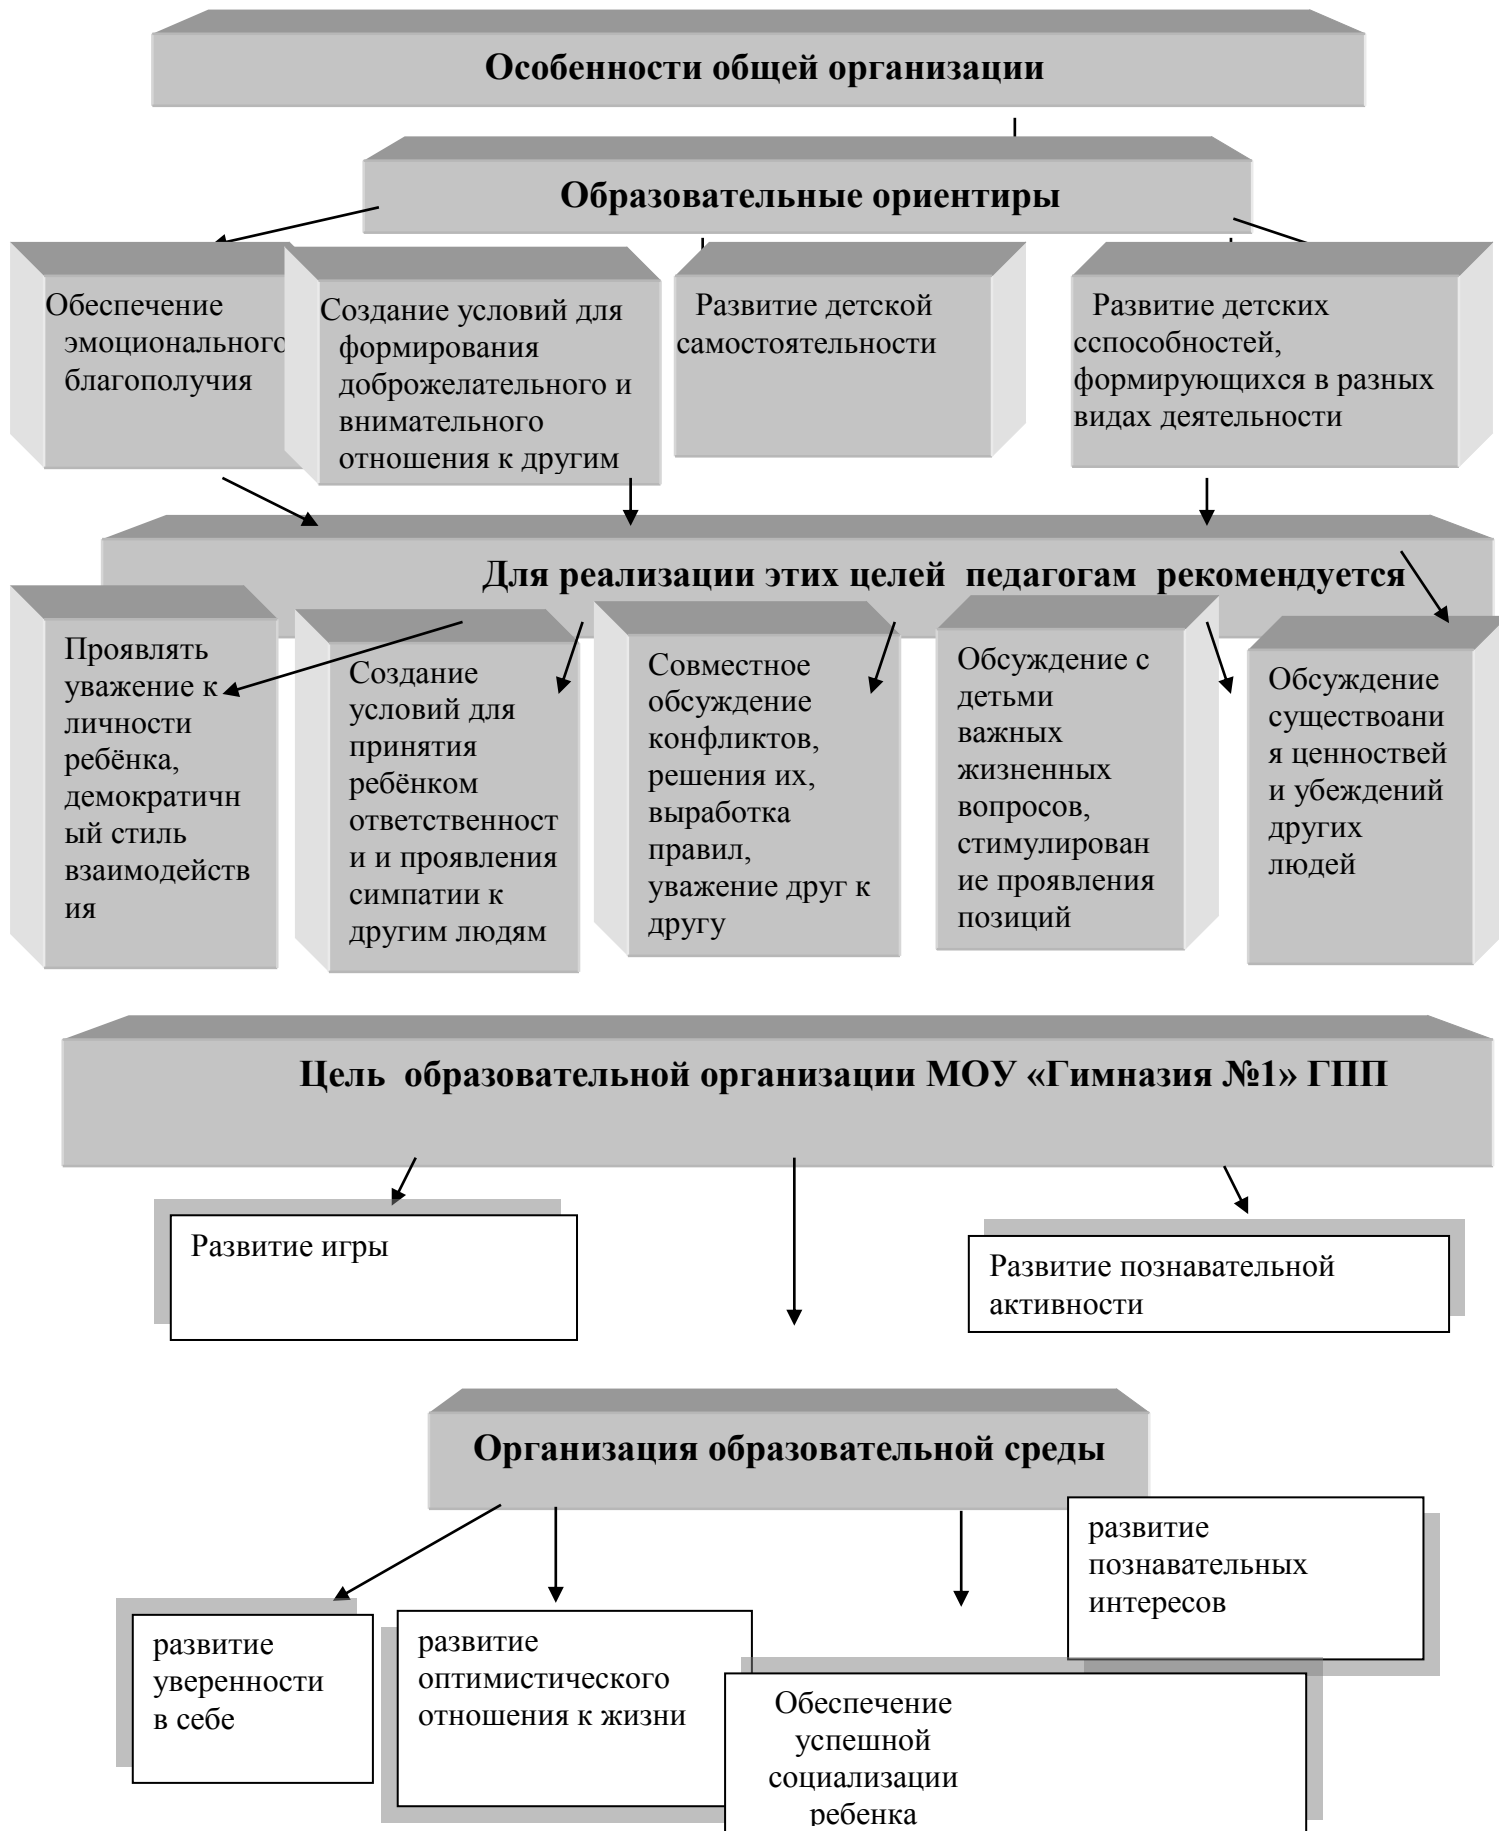 Особенности общей организации
Образовательные ориентиры
Обеспечение
эмоционального
благополучия
Создание условий для
формирования
доброжелательного и
внимательного
отношения к другим
Развитие детской
самостоятельности
Развитие детских
сспособностей,
формирующихся в разных
видах деятельности
Для реализации этих целей педагогам рекомендуется
Проявлять
уважение к
личности
ребёнка,
демократичн
ый стиль
взаимодейств
ия
Создание
условий для
принятия
ребёнком
ответственност
и и проявления
симпатии к
другим людям
Совместное
обсуждение
конфликтов,
решения их,
выработка
правил,
уважение друг к
другу
Обсуждение с
детьми
важных
жизненных
вопросов,
стимулирован
ие проявления
позиций
Обсуждение
существоани
я ценноствей
и убеждений
других
людей
Цель образовательной организации МОУ «Гимназия №1» ГПП
Развитие игры
Развитие познавательной
активности
Организация образовательной среды
развитие
познавательных
интересов
развитие
уверенности
в себе
развитие
оптимистического
отношения к жизни
Обеспечение
успешной
социализации
ребенка